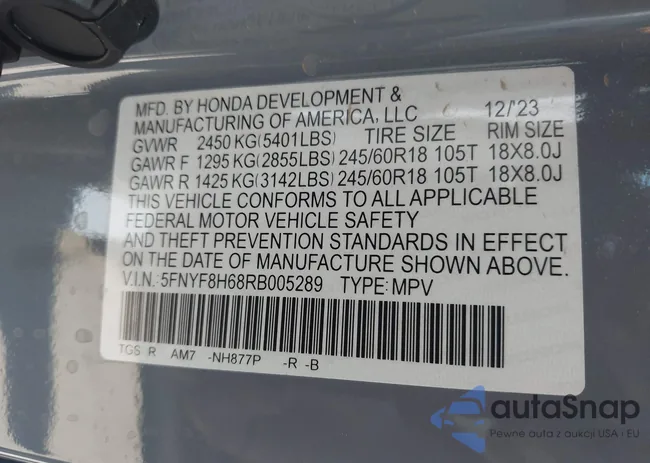 MFD. BY HONDA DEVELOPMENT &
MANUFACTURING OF AMERICA, LLC 12/'23
GVWR 2450 KG(5401LBS) TIRE SIZE RIM SIZE
GAWR F 1295 KG(2855LBS) 245/60R18 105T 18X8.0J
GAWR R 1425 KG(3142LBS) 245/60R18 105T 18X8.0J
THIS VEHICLE CONFORMS TO ALL APPLICABLE
FEDERAL MOTOR VEHICLE SAFETY
AND THEFT PREVENTION STANDARDS IN EFFECT
ON THE DATE OF MANUFACTURE SHOWN ABOVE.
V.I.N.: 5FNYF8H68RB005289 TYPE: MPV
TGS R AM7 -NH877P -R -B
autaSnap
Pewne auta z aukcji USA i EU